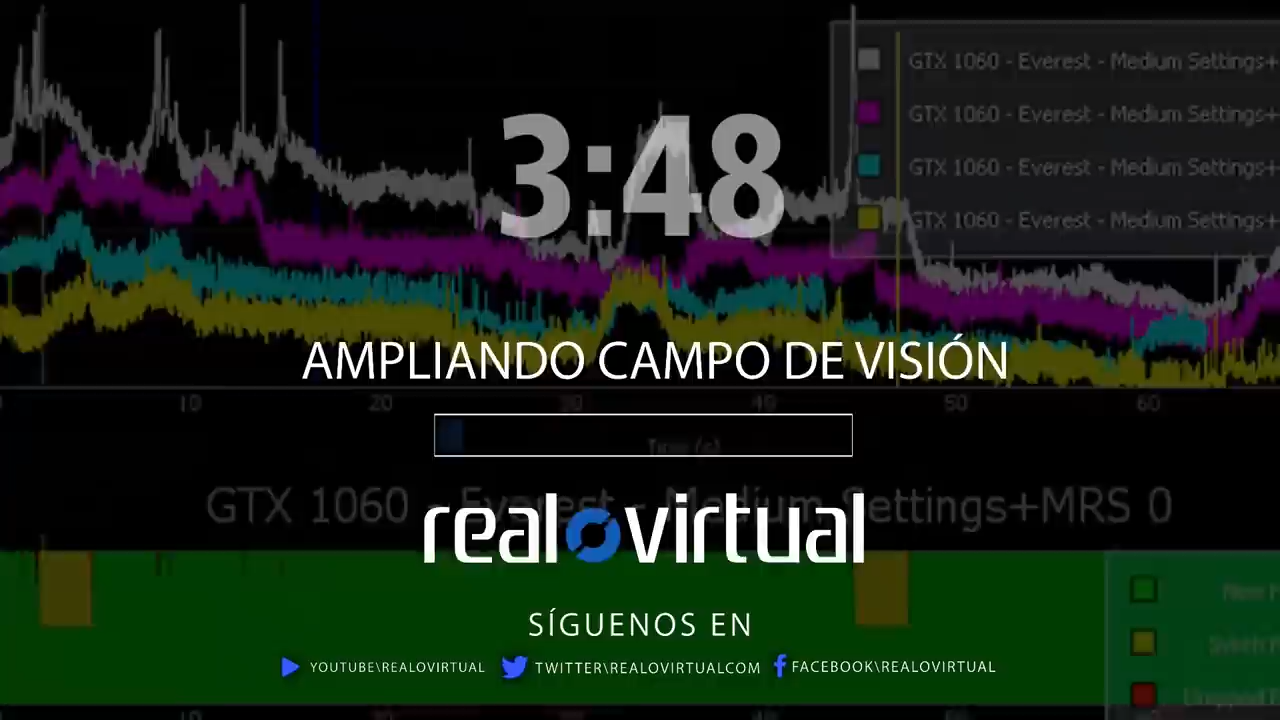 GTX 1060 - Everest - Medium Settings+
GTX 1060 - Everest - Medium Settings+
GTX 1060 - Everest - Medium Settings+
GTX 1060 - Everest - Medium Settings+
3:48
AMPLIANDO CAMPO DE VISIÓN
10 20 30 40 50 60
Time (s)
GTX 1060 - Everest - Medium Settings+MRS 0
realovirtual
SÍGUENOS EN
YOUTUBE\REALOVIRTUAL TWITTER\REALOVIRTUALCOM FACEBOOK\REALOVIRTUAL